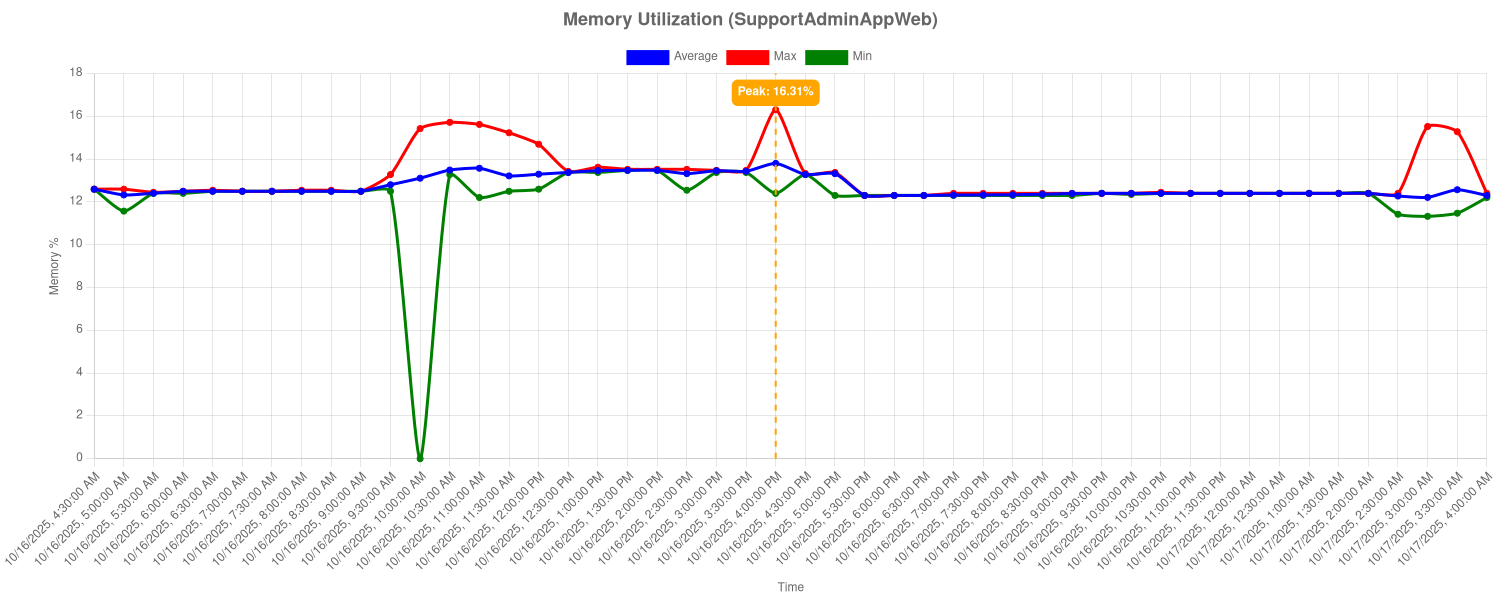 Memory Utilization (SupportAdminAppWeb)
Average Max Min
18
Peak: 16.31%
16
14
12
10
Memory %
8
6
4
2
0
10/16/2025, 4:30:00 AM
10/16/2025, 5:00:00 AM
10/16/2025, 5:30:00 AM
10/16/2025, 6:00:00 AM
10/16/2025, 6:30:00 AM
10/16/2025, 7:00:00 AM
10/16/2025, 7:30:00 AM
10/16/2025, 8:00:00 AM
10/16/2025, 8:30:00 AM
10/16/2025, 9:00:00 AM
10/16/2025, 9:30:00 AM
10/16/2025, 10:00:00 AM
10/16/2025, 10:30:00 AM
10/16/2025, 11:00:00 AM
10/16/2025, 11:30:00 AM
10/16/2025, 12:00:00 PM
10/16/2025, 12:30:00 PM
10/16/2025, 1:00:00 PM
10/16/2025, 1:30:00 PM
10/16/2025, 2:00:00 PM
10/16/2025, 2:30:00 PM
10/16/2025, 3:00:00 PM
10/16/2025, 3:30:00 PM
10/16/2025, 4:00:00 PM
10/16/2025, 4:30:00 PM
10/16/2025, 5:00:00 PM
10/16/2025, 5:30:00 PM
10/16/2025, 6:00:00 PM
10/16/2025, 6:30:00 PM
10/16/2025, 7:00:00 PM
10/16/2025, 7:30:00 PM
10/16/2025, 8:00:00 PM
10/16/2025, 8:30:00 PM
10/16/2025, 9:00:00 PM
10/16/2025, 9:30:00 PM
10/16/2025, 10:00:00 PM
10/16/2025, 10:30:00 PM
10/16/2025, 11:00:00 PM
10/16/2025, 11:30:00 PM
10/17/2025, 12:00:00 AM
10/17/2025, 12:30:00 AM
10/17/2025, 1:00:00 AM
10/17/2025, 1:30:00 AM
10/17/2025, 2:00:00 AM
10/17/2025, 2:30:00 AM
10/17/2025, 3:00:00 AM
10/17/2025, 3:30:00 AM
10/17/2025, 4:00:00 AM
Time